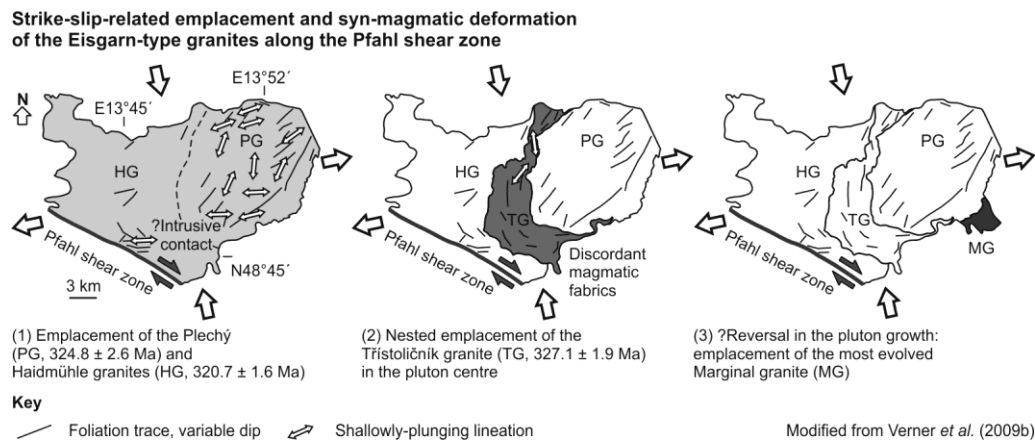 Strike-slip-related emplacement and syn-magmatic deformation
of the Eisgarn-type granites along the Pfahl shear zone
N
E13°45´
E13°52´
PG
HG
?Intrusive
contact
Pfahl shear zone
N48°45´
3 km
(1) Emplacement of the Plechý
(PG, 324.8 ± 2.6 Ma) and
Haidmühle granites (HG, 320.7 ± 1.6 Ma)
PG
HG
TG
Pfahl shear zone
Discordant
magmatic
fabrics
(2) Nested emplacement of the
Třístoličník granite (TG, 327.1 ± 1.9 Ma)
in the pluton centre
PG
HG
TG
MG
Pfahl shear zone
(3) ?Reversal in the pluton growth:
emplacement of the most evolved
Marginal granite (MG)
Key
Foliation trace, variable dip
Shallowly-plunging lineation
Modified from Verner et al. (2009b)